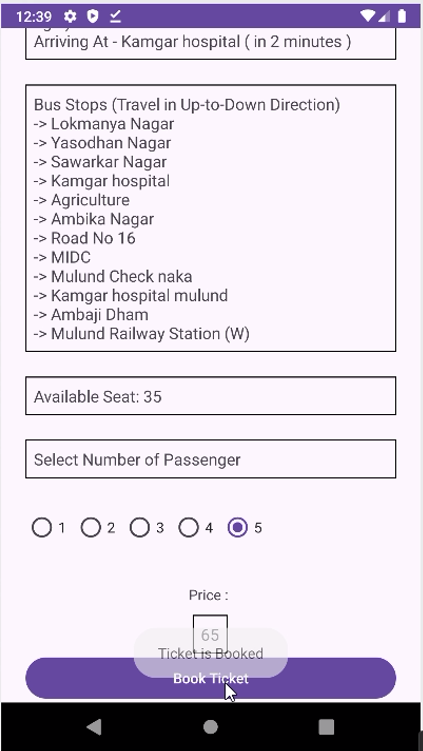 12:39
Arriving At - Kamgar hospital ( in 2 minutes )
Bus Stops (Travel in Up-to-Down Direction)
-> Lokmanya Nagar
-> Yasodhan Nagar
-> Sawarkar Nagar
-> Kamgar hospital
-> Agriculture
-> Ambika Nagar
-> Road No 16
-> MIDC
-> Mulund Check naka
-> Kamgar hospital mulund
-> Ambaji Dham
-> Mulund Railway Station (W)
Available Seat: 35
Select Number of Passenger
1 2 3 4 5
Price :
65
Ticket is Booked
Book Ticket